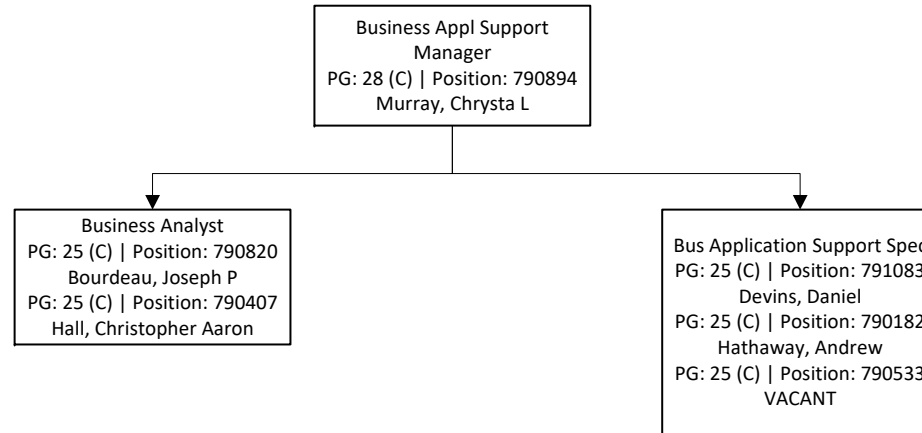 Business Appl Support
Manager
PG: 28 (C) | Position: 790894
Murray, Chrysta L
Business Analyst
PG: 25 (C) | Position: 790820
Bourdeau, Joseph P
PG: 25 (C) | Position: 790407
Hall, Christopher Aaron
Bus Application Support Spec
PG: 25 (C) | Position: 791083
Devins, Daniel
PG: 25 (C) | Position: 790182
Hathaway, Andrew
PG: 25 (C) | Position: 790533
VACANT